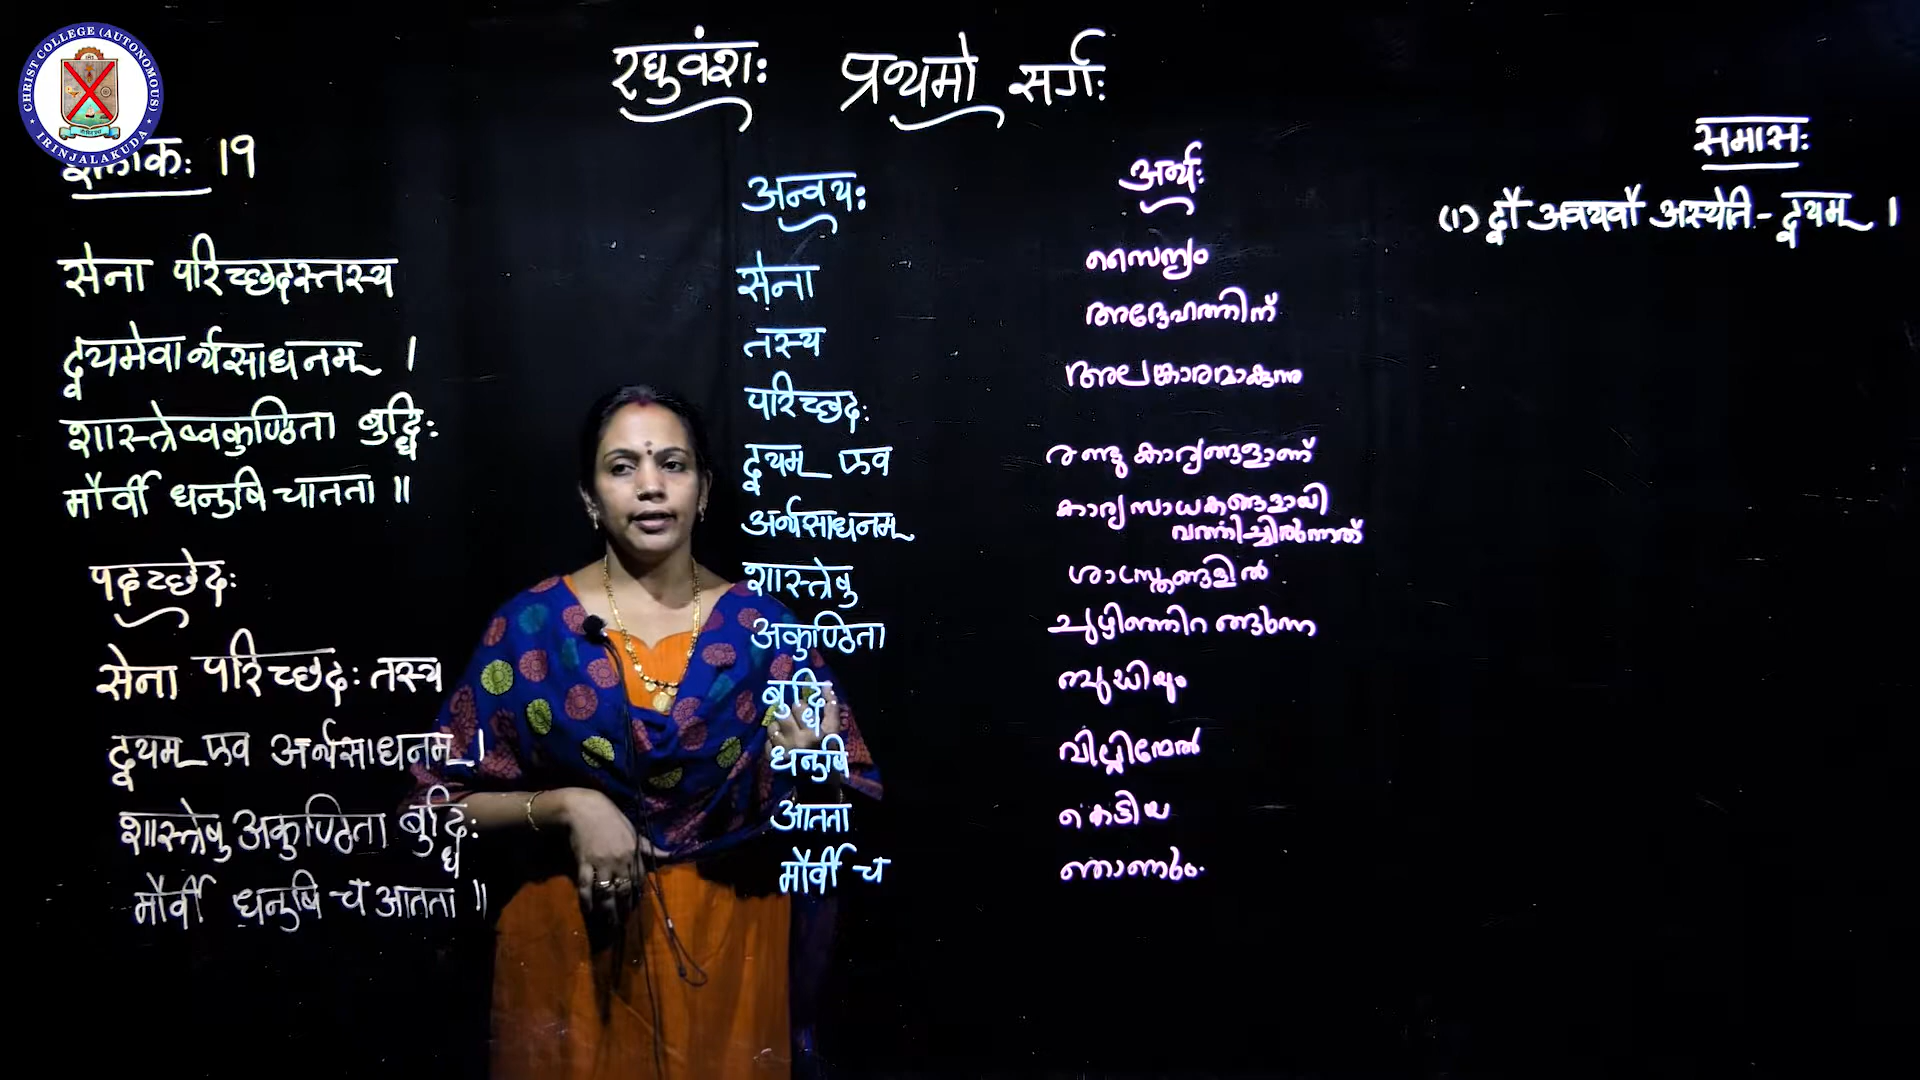 CHRIST COLLEGE (AUTONOMOUS)
IRINJALAKUDA
रघुवंशः प्रथमो सर्गः
श्लोकः 19
सेना परिच्छदस्तस्य
द्वयमेवार्थसाधनम् ।
शास्त्रेष्वकुण्ठिता बुद्धिः
मौर्वी धनुषि चातता ॥
पदच्छेदः
सेना परिच्छदः तस्य
द्वयम् एव अर्थसाधनम् ।
शास्त्रेषु अकुण्ठिता बुद्धिः
मौर्वी धनुषि च आतता ॥
अन्वयः
सेना
तस्य
परिच्छदः
द्वयम् एव
अर्थसाधनम्
शास्त्रेषु
अकुण्ठिता
बुद्धिः
धनुषि
आतता
मौर्वी च
अर्थः
സൈന്യം
അദ്ദേഹത്തിന്
അലങ്കാരമാകുന്നു
രണ്ടു കാര്യങ്ങളാണ്
കാര്യസാധകങ്ങളായി
വർത്തിച്ചിരുന്നത്
ശാസ്ത്രങ്ങളിൽ
ചുഴിഞ്ഞിറങ്ങുന്ന
ബുദ്ധിയും
വില്ലിന്മേൽ
കെട്ടിയ
ഞാണും.
समासः
(1) द्वौ अवयवौ अस्येति - द्वयम् ।